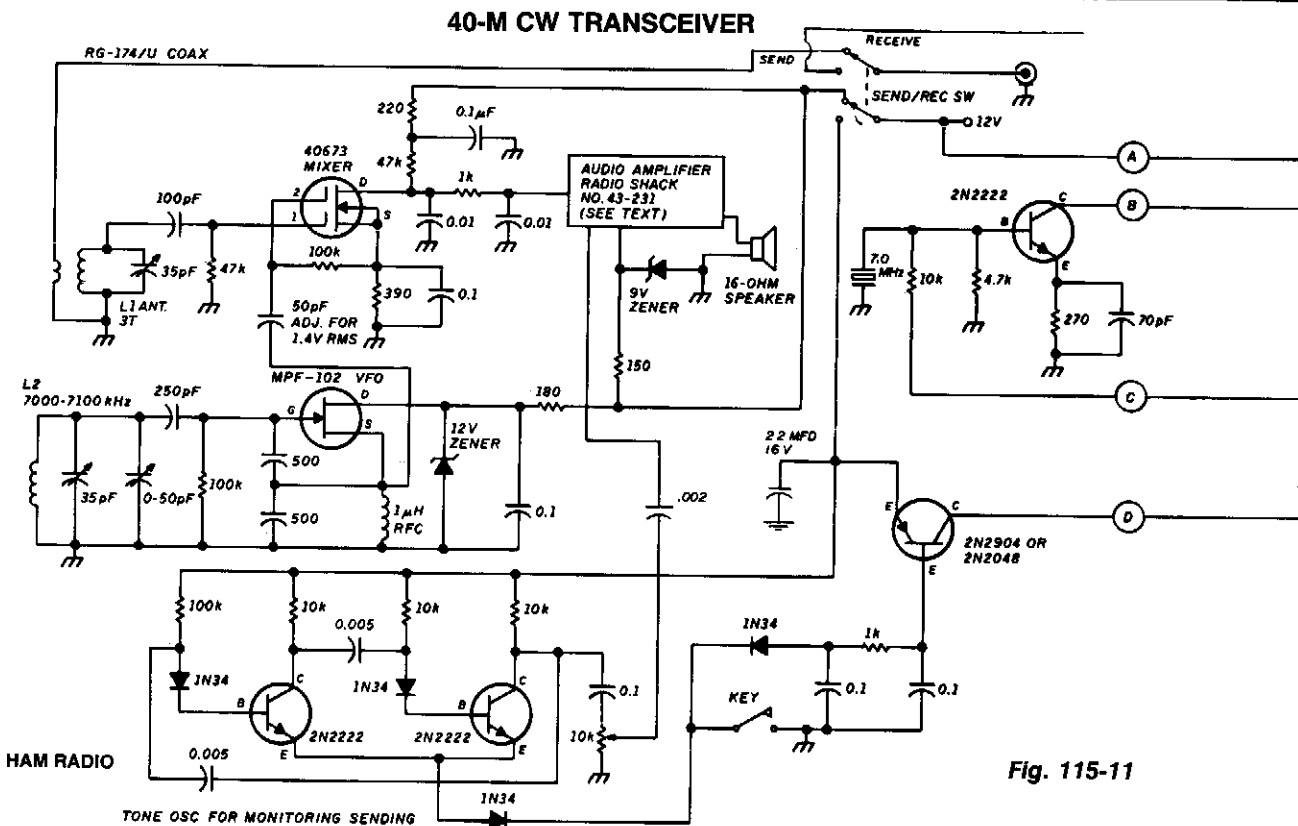 40-M CW TRANSCEIVER
RG-174/U COAX
RECEIVE
SEND
SEND/REC SW
12V
220
0.1µF
40673
MIXER
47k
D
2
1
S
1k
0.01
0.01
AUDIO AMPLIFIER
RADIO SHACK
NO. 43-231
(SEE TEXT)
A
2N2222
C
B
B
E
100pF
35pF
47k
L1 ANT.
3T
100k
390
0.1
50pF
ADJ. FOR
1.4V RMS
9V
ZENER
16-OHM
SPEAKER
7.0
MHz
10k
4.7k
270
70pF
150
C
L2
7000-7100 kHz
250pF
MPF-102 VFO
G
D
S
180
12V
ZENER
35pF
0-50pF
100k
500
500
1µH
RFC
0.1
.002
22 MFD
16 V
E
C
D
2N2904 OR
2N2048
E
100k
10k
0.005
10k
10k
1N34
1N34
B
C
E
2N2222
B
C
E
2N2222
0.1
10k
0.005
1N34
1N34
1k
0.1
0.1
KEY
HAM RADIO
TONE OSC FOR MONITORING SENDING
Fig. 115-11